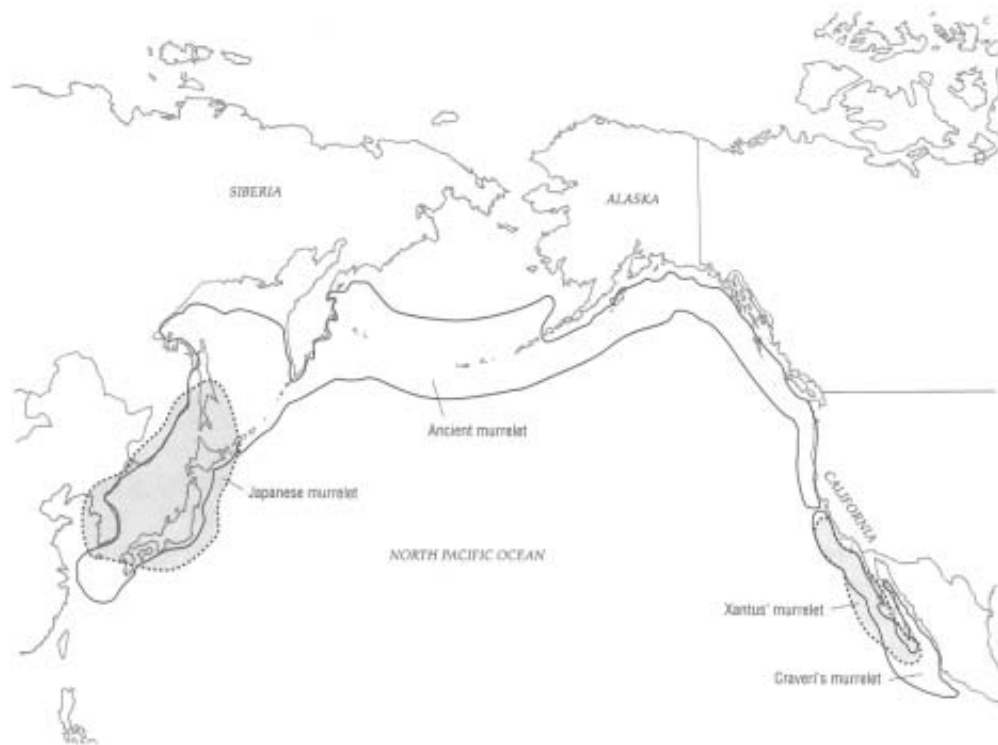 SIBERIA
ALASKA
Ancient murrelet
Japanese murrelet
CALIFORNIA
NORTH PACIFIC OCEAN
Xantus' murrelet
Craveri's murrelet